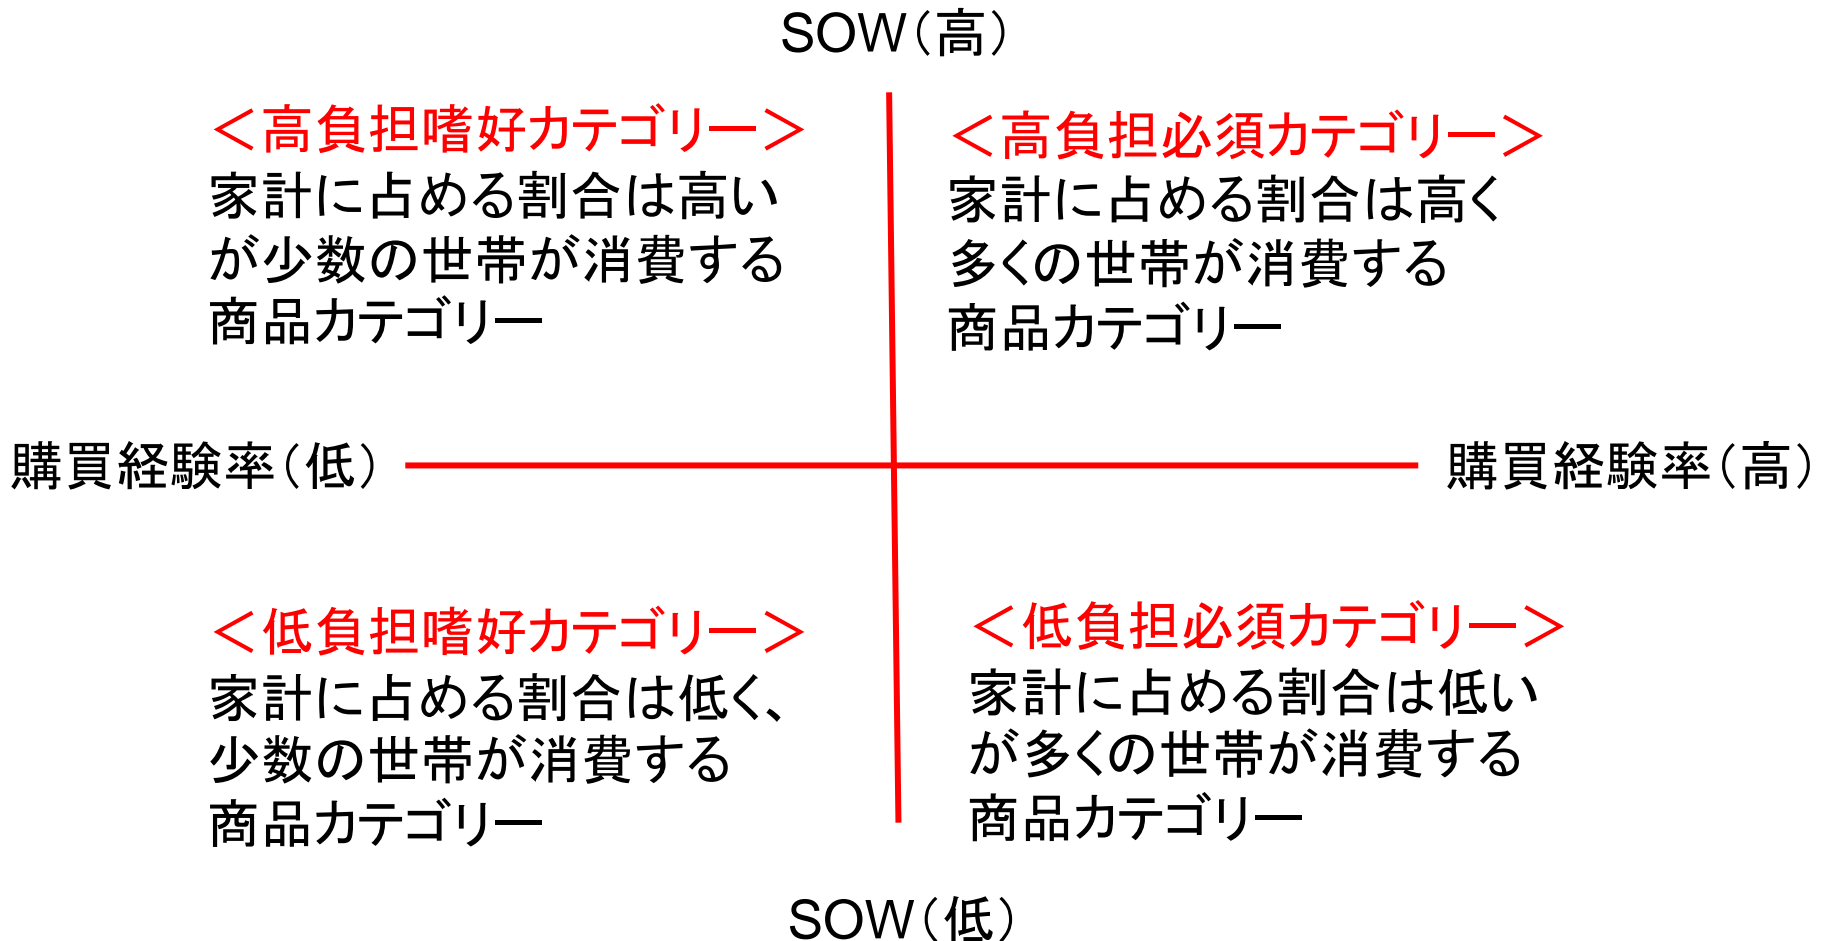 SOW（高）
＜高負担嗜好カテゴリー＞
家計に占める割合は高い
が少数の世帯が消費する
商品カテゴリー
＜高負担必須カテゴリー＞
家計に占める割合は高く
多くの世帯が消費する
商品カテゴリー
購買経験率（低）
購買経験率（高）
＜低負担嗜好カテゴリー＞
家計に占める割合は低く、
少数の世帯が消費する
商品カテゴリー
＜低負担必須カテゴリー＞
家計に占める割合は低い
が多くの世帯が消費する
商品カテゴリー
SOW（低）